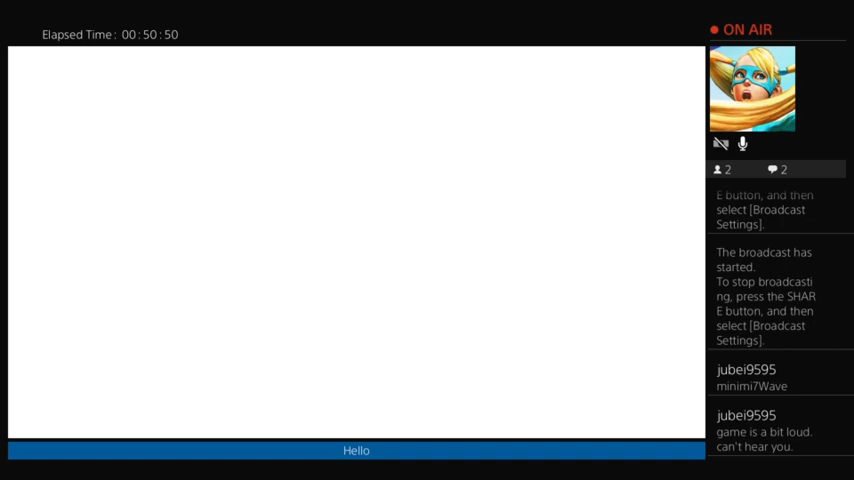 Elapsed Time: 00:50:50
ON AIR
2
2
E button, and then
select [Broadcast
Settings].
The broadcast has
started.
To stop broadcasti
ng, press the SHAR
E button, and then
select [Broadcast
Settings].
jubei9595
minimi7Wave
jubei9595
game is a bit loud.
can't hear you.
Hello